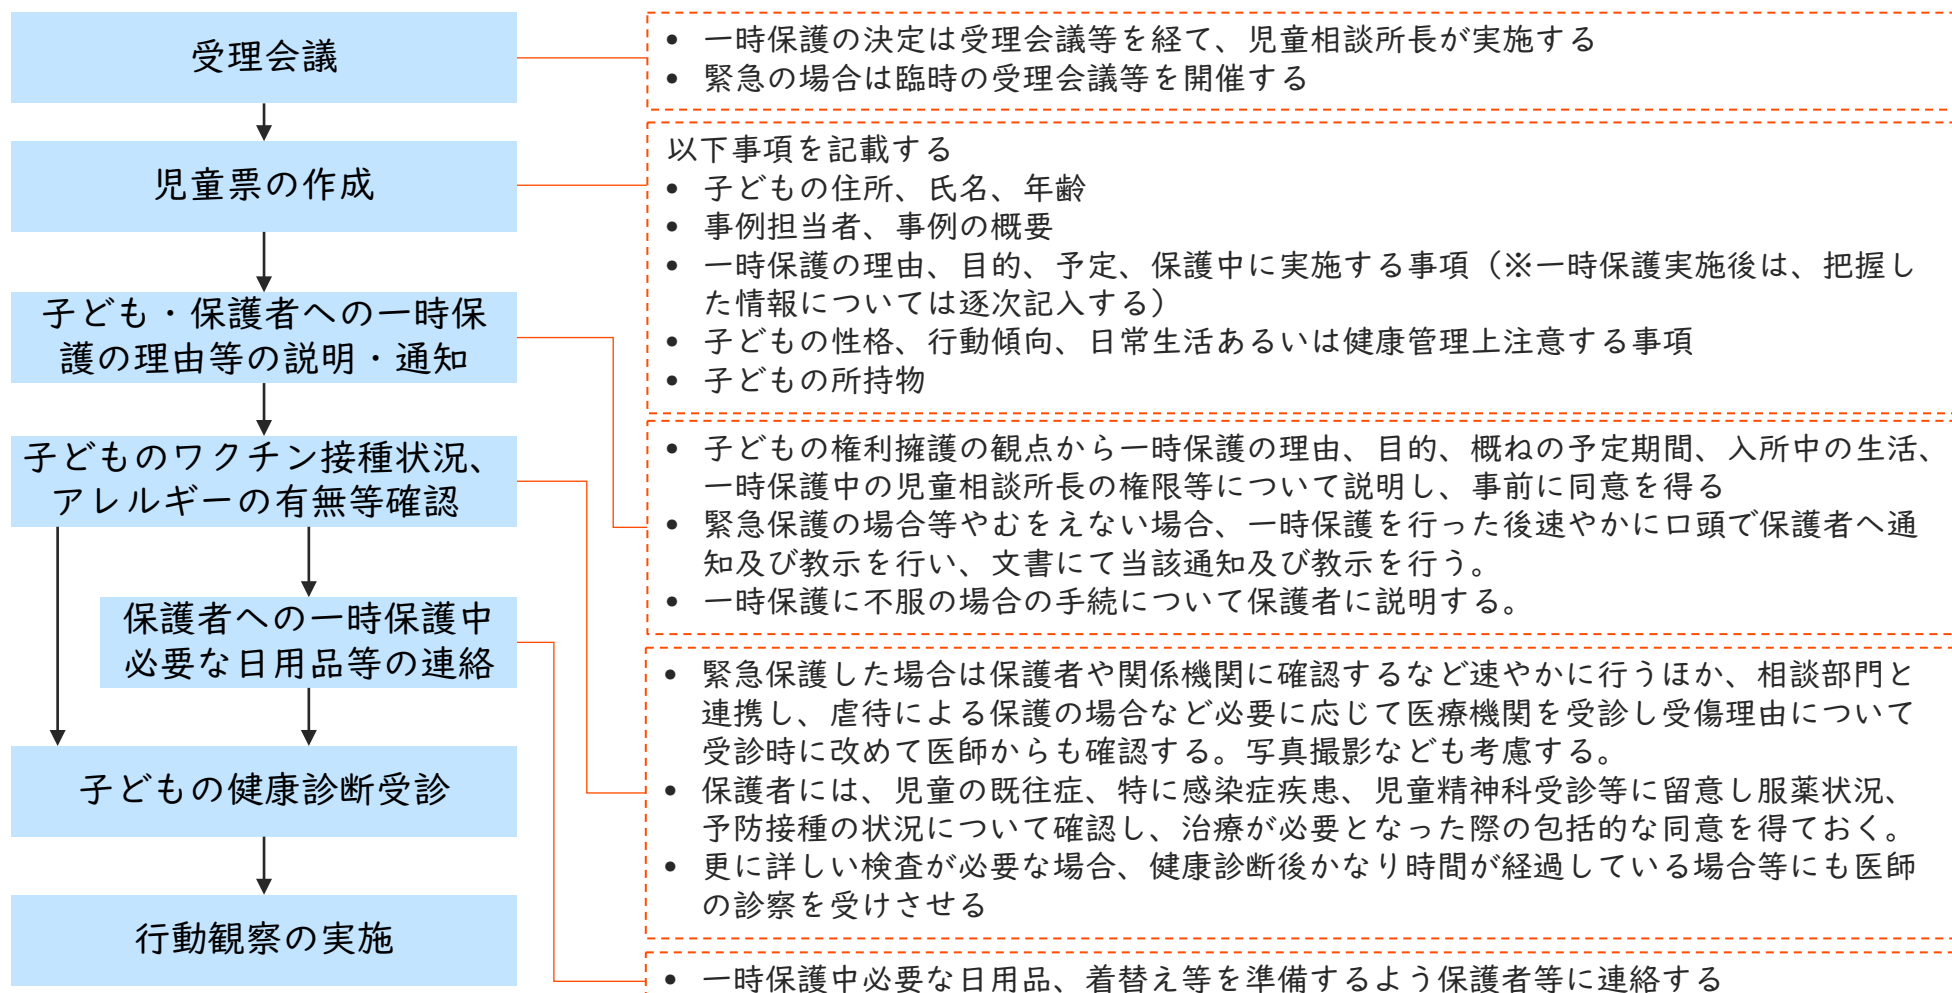 受理会議
児童票の作成
子ども・保護者への一時保
護の理由等の説明・通知
子どものワクチン接種状況、
アレルギーの有無等確認
保護者への一時保護中
必要な日用品等の連絡
子どもの健康診断受診
行動観察の実施
• 一時保護の決定は受理会議等を経て、児童相談所長が実施する
• 緊急の場合は臨時の受理会議等を開催する
以下事項を記載する
• 子どもの住所、氏名、年齢
• 事例担当者、事例の概要
• 一時保護の理由、目的、予定、保護中に実施する事項（※一時保護実施後は、把握し
た情報については逐次記入する）
• 子どもの性格、行動傾向、日常生活あるいは健康管理上注意する事項
• 子どもの所持物
• 子どもの権利擁護の観点から一時保護の理由、目的、概ねの予定期間、入所中の生活、
一時保護中の児童相談所長の権限等について説明し、事前に同意を得る
• 緊急保護の場合等やむをえない場合、一時保護を行った後速やかに口頭で保護者へ通
知及び教示を行い、文書にて当該通知及び教示を行う。
• 一時保護に不服の場合の手続について保護者に説明する。
• 緊急保護した場合は保護者や関係機関に確認するなど速やかに行うほか、相談部門と
連携し、虐待による保護の場合など必要に応じて医療機関を受診し受傷理由について
受診時に改めて医師からも確認する。写真撮影なども考慮する。
• 保護者には、児童の既往症、特に感染症疾患、児童精神科受診等に留意し服薬状況、
予防接種の状況について確認し、治療が必要となった際の包括的な同意を得ておく。
• 更に詳しい検査が必要な場合、健康診断後かなり時間が経過している場合等にも医師
の診察を受けさせる
• 一時保護中必要な日用品、着替え等を準備するよう保護者等に連絡する